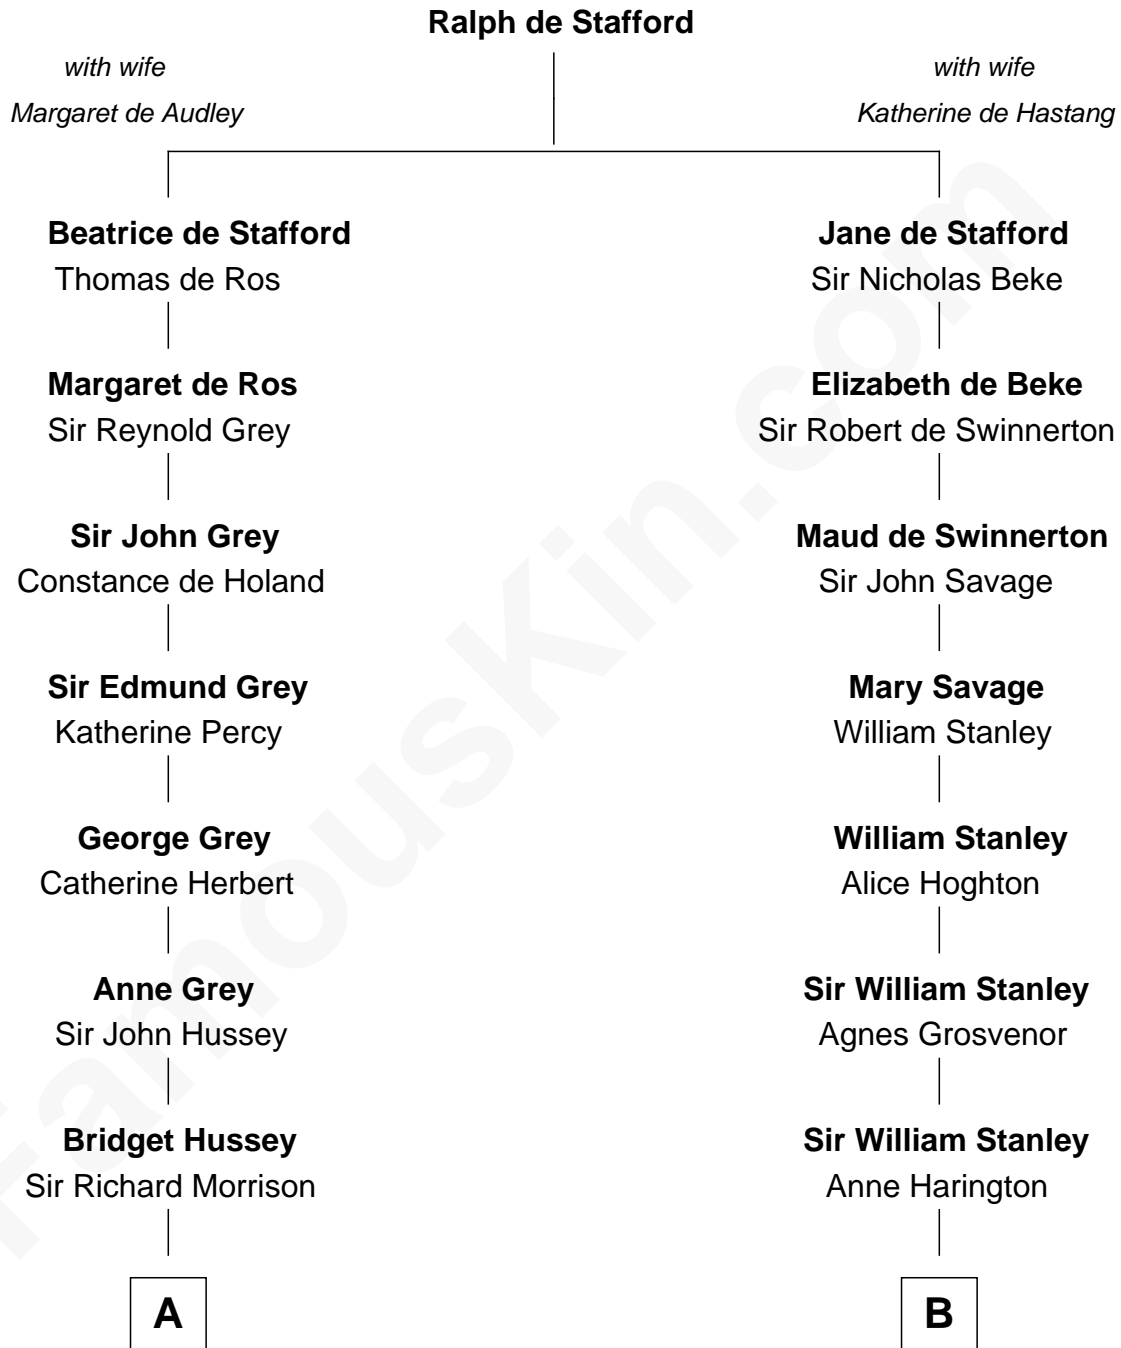 Ralph de Stafford
with wife
Margaret de Audley
with wife
Katherine de Hastang
Beatrice de Stafford
Thomas de Ros
Jane de Stafford
Sir Nicholas Beke
Margaret de Ros
Sir Reynold Grey
Elizabeth de Beke
Sir Robert de Swinnerton
Sir John Grey
Constance de Holand
Maud de Swinnerton
Sir John Savage
Sir Edmund Grey
Katherine Percy
Mary Savage
William Stanley
George Grey
Catherine Herbert
William Stanley
Alice Hoghton
Anne Grey
Sir John Hussey
Sir William Stanley
Agnes Grosvenor
Bridget Hussey
Sir Richard Morrison
Sir William Stanley
Anne Harington
A
B
FamousKin.com